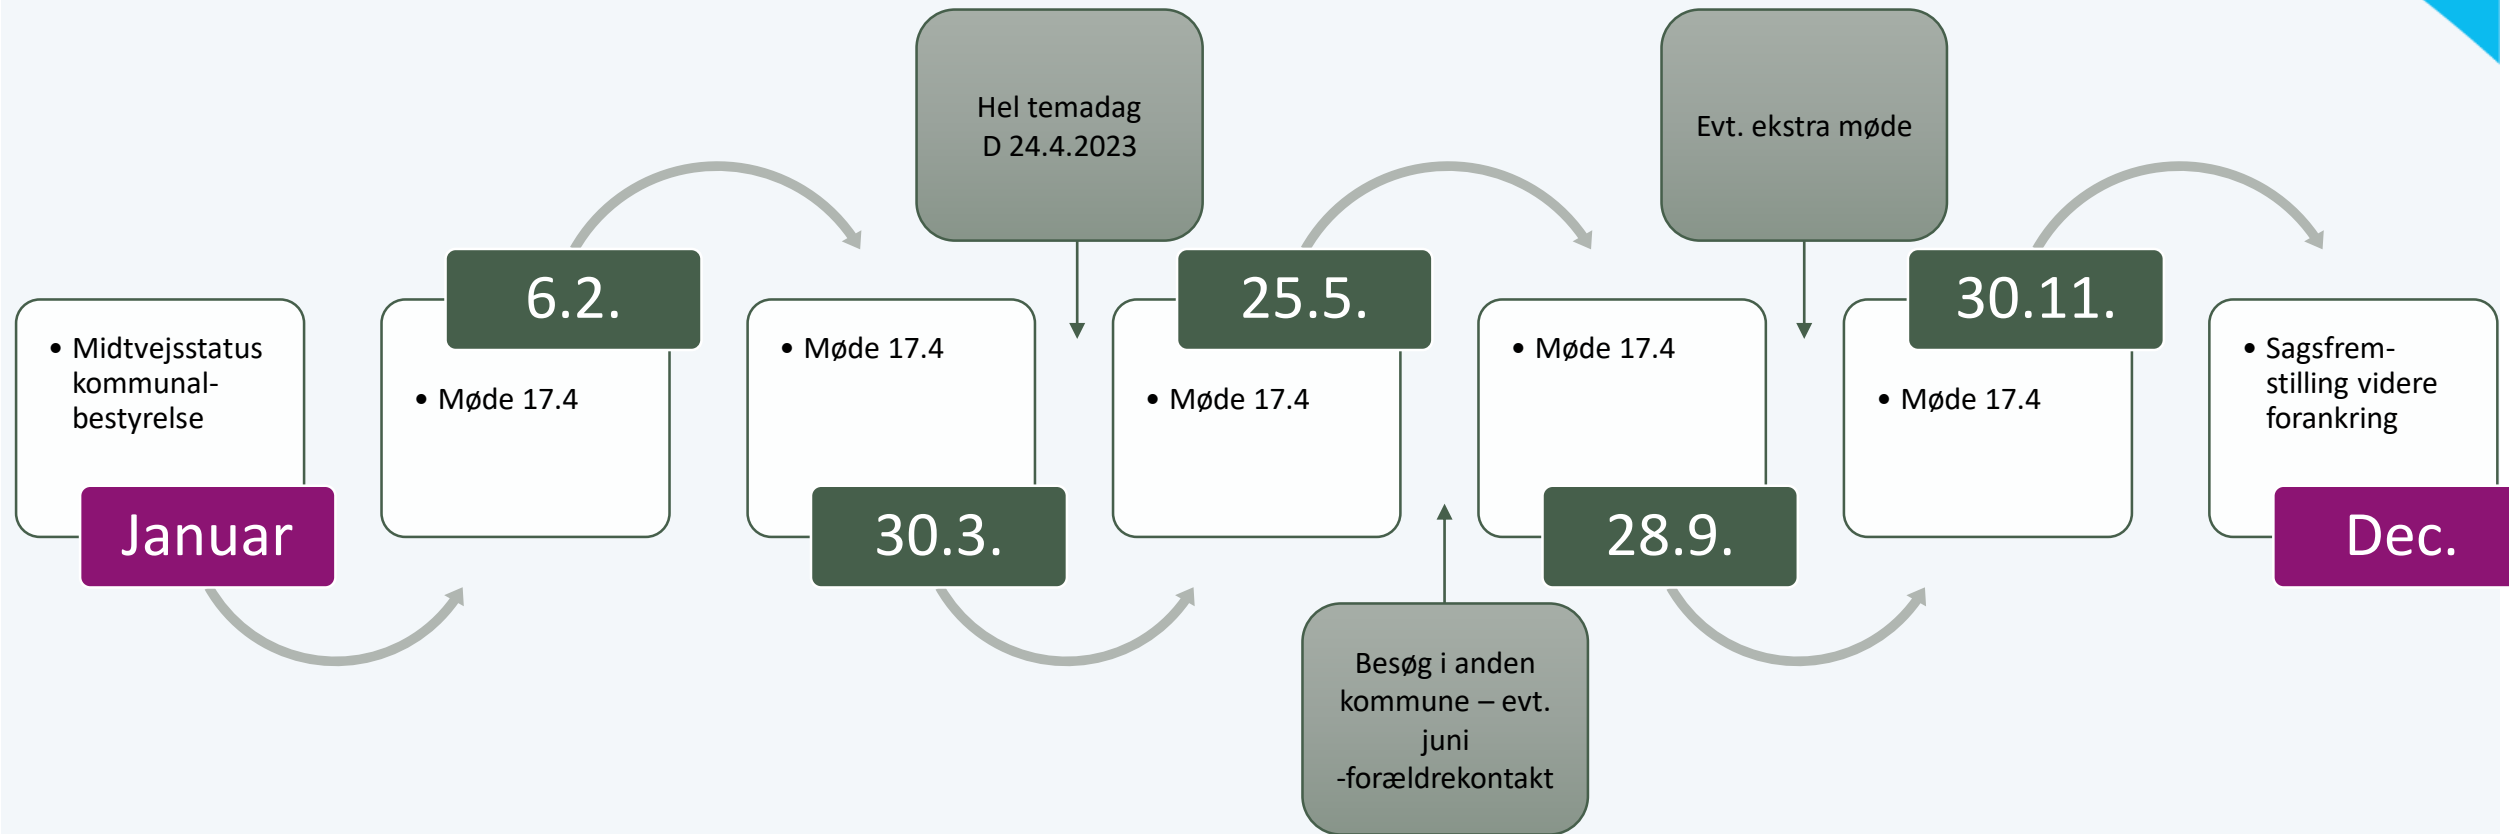 Hel temadag
D 24.4.2023
Evt. ekstra møde
• Midtvejsstatus
kommunal-
bestyrelse
Januar
6.2.
• Møde 17.4
• Møde 17.4
30.3.
25.5.
• Møde 17.4
Besøg i anden
kommune – evt.
juni
-forældrekontakt
• Møde 17.4
28.9.
30.11.
• Møde 17.4
• Sagsfrem-
stilling videre
forankring
Dec.